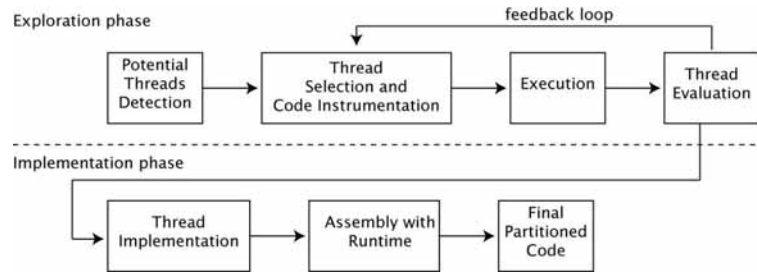 Exploration phase
feedback loop
Potential
Threads
Detection
Thread
Selection and
Code Instrumentation
Execution
Thread
Evaluation
Implementation phase
Thread
Implementation
Assembly with
Runtime
Final
Partitioned
Code